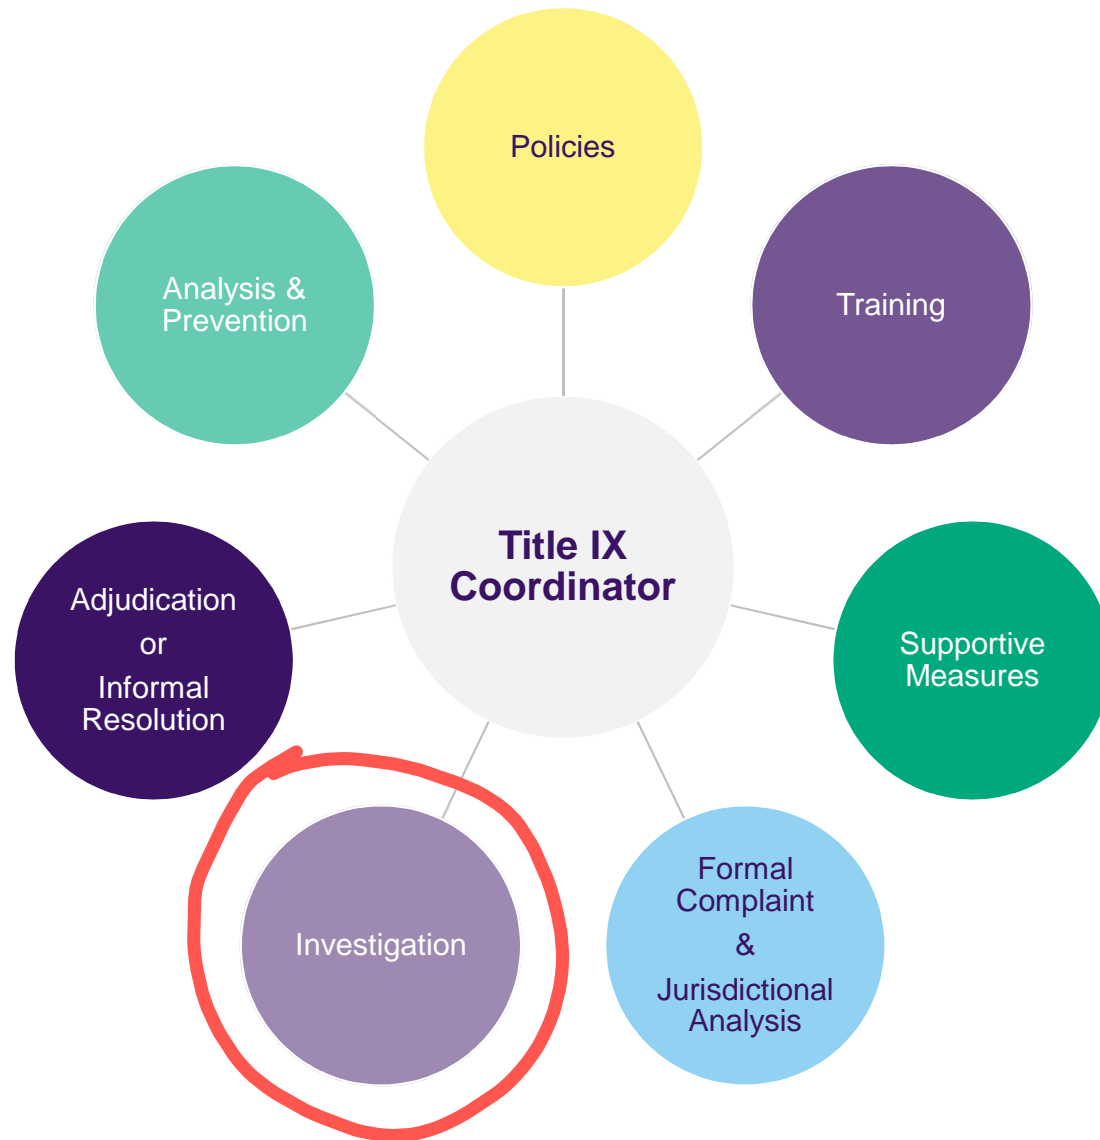 Policies
Training
Supportive
Measures
Formal
Complaint
&
Jurisdictional
Analysis
Investigation
Adjudication
or
Informal
Resolution
Analysis &
Prevention
Title IX
Coordinator